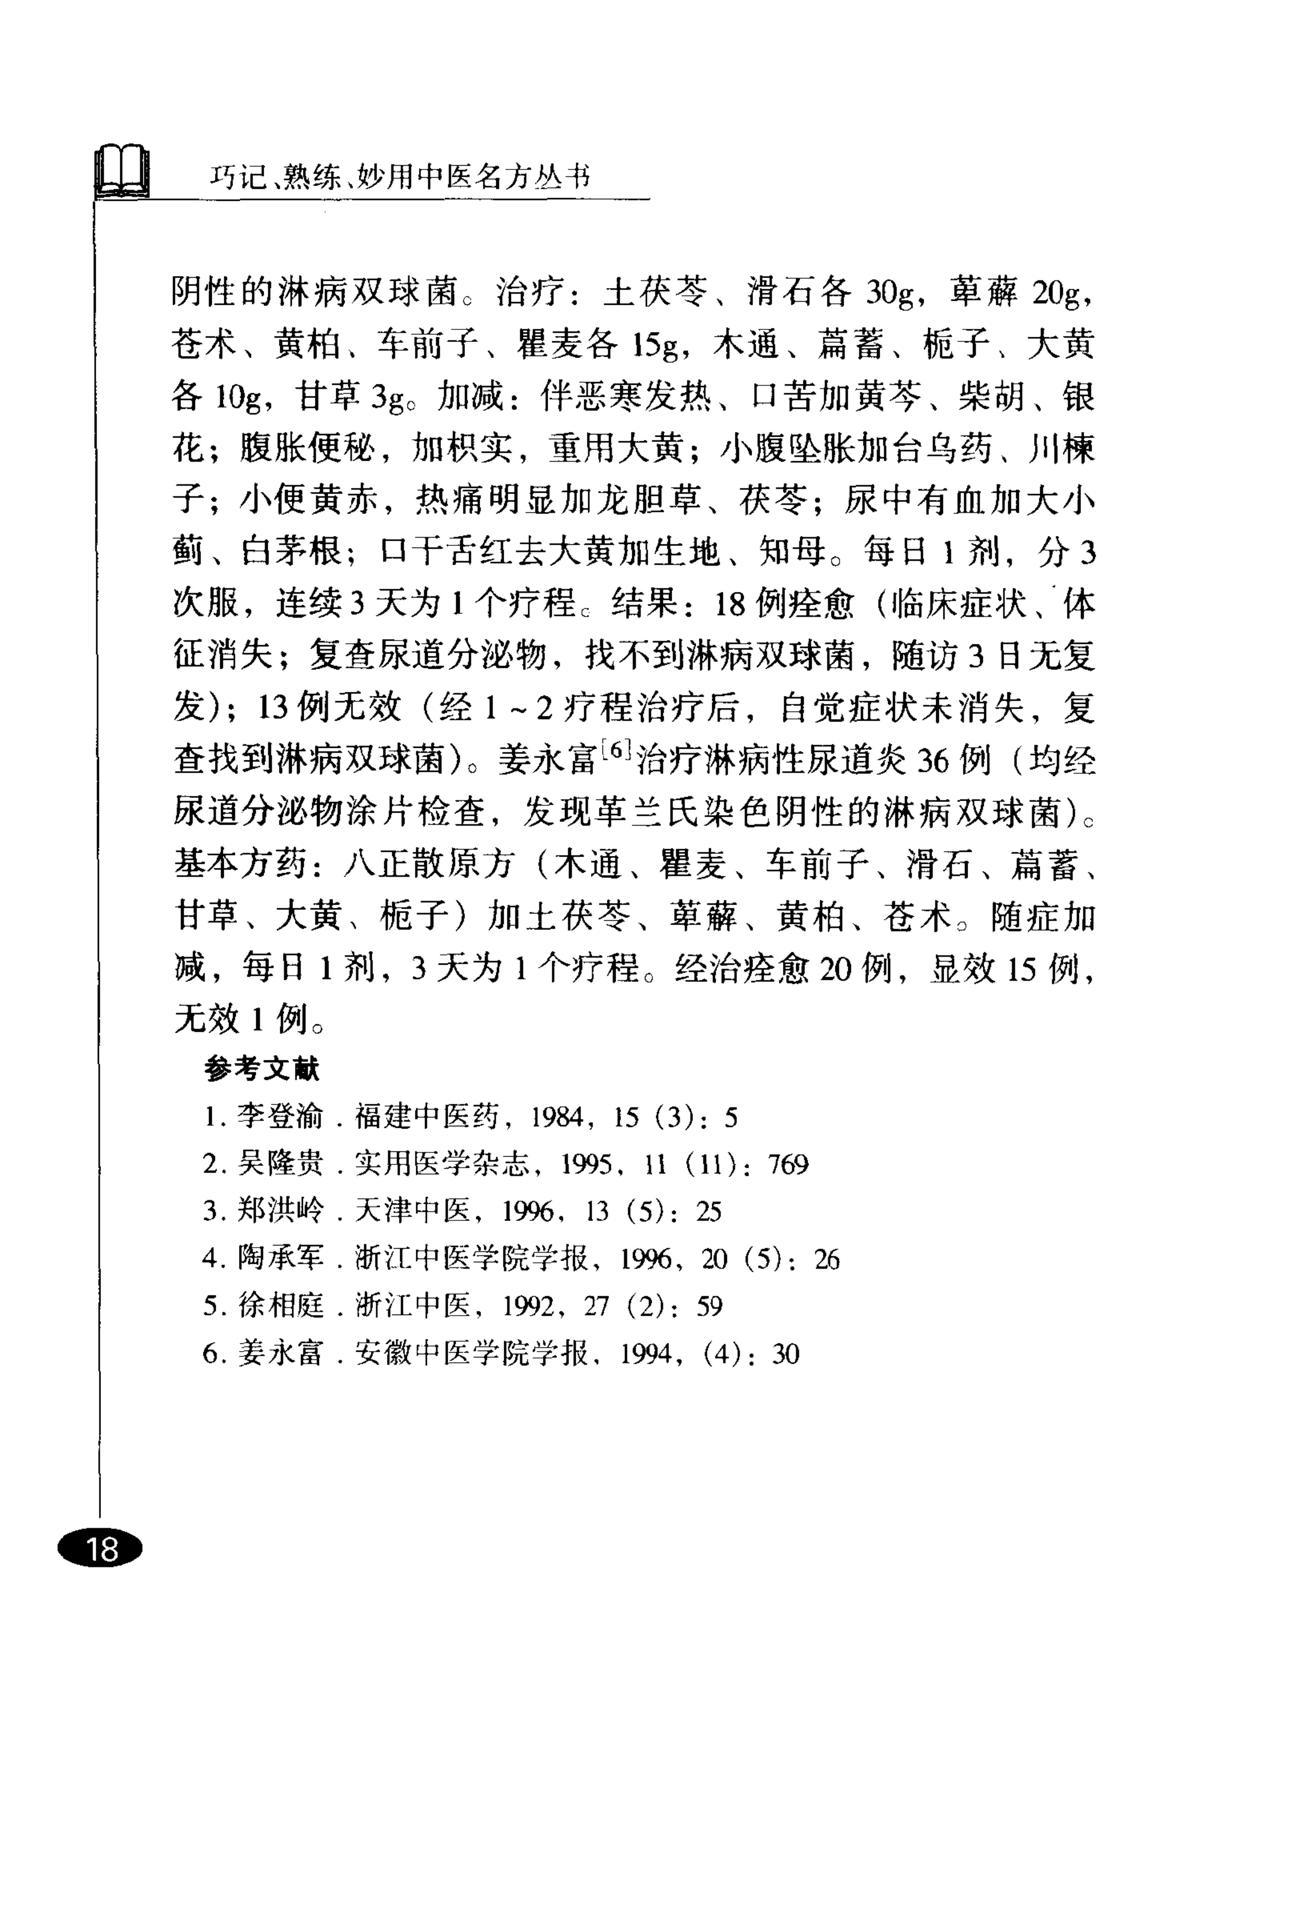 巧记、熟练、妙用中医名方丛书
阴性的淋病双球菌。治疗：土茯苓、滑石各 30g，萆薢 20g，
苍术、黄柏、车前子、瞿麦各 15g，木通、萹蓄、栀子、大黄
各 10g，甘草 3g。加减：伴恶寒发热、口苦加黄芩、柴胡、银
花；腹胀便秘，加枳实，重用大黄；小腹坠胀加台乌药、川楝
子；小便黄赤，热痛明显加龙胆草、茯苓；尿中有血加大小
蓟、白茅根；口干舌红去大黄加生地、知母。每日 1 剂，分 3
次服，连续 3 天为 1 个疗程。结果：18 例痊愈（临床症状、体
征消失；复查尿道分泌物，找不到淋病双球菌，随访 3 日无复
发）；13 例无效（经 1～2 疗程治疗后，自觉症状未消失，复
查找到淋病双球菌）。姜永富[6]治疗淋病性尿道炎 36 例（均经
尿道分泌物涂片检查，发现革兰氏染色阴性的淋病双球菌）。
基本方药：八正散原方（木通、瞿麦、车前子、滑石、萹蓄、
甘草、大黄、栀子）加土茯苓、萆薢、黄柏、苍术。随症加
减，每日 1 剂，3 天为 1 个疗程。经治痊愈 20 例，显效 15 例，
无效 1 例。
参考文献
1. 李登渝．福建中医药，1984，15（3）：5
2. 吴隆贵．实用医学杂志，1995，11（11）：769
3. 郑洪岭．天津中医，1996，13（5）：25
4. 陶承军．浙江中医学院学报，1996，20（5）：26
5. 徐相庭．浙江中医，1992，27（2）：59
6. 姜永富．安徽中医学院学报，1994，（4）：30
18